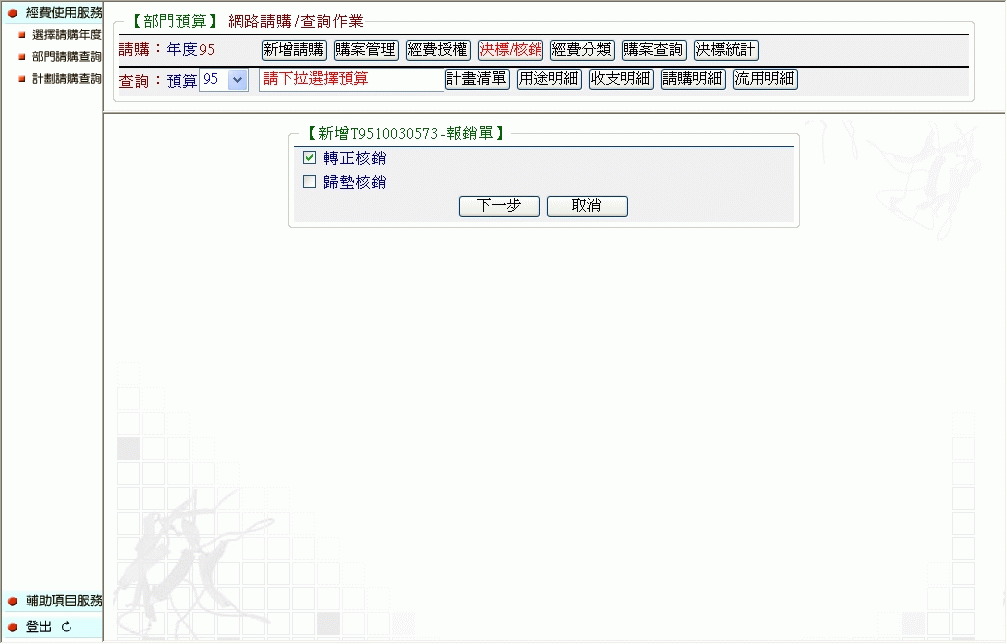 經費使用服務
選擇請購年度
部門請購查詢
計劃請購查詢
輔助項目服務
登出
【部門預算】 網路請購/查詢作業
請購：年度95 新增請購 購案管理 經費授權 決標/核銷 經費分類 購案查詢 決標統計
查詢：預算 95 請下拉選擇預算 計畫清單 用途明細 收支明細 請購明細 流用明細
【新增T9510030573-報銷單】
轉正核銷
歸墊核銷
下一步 取消